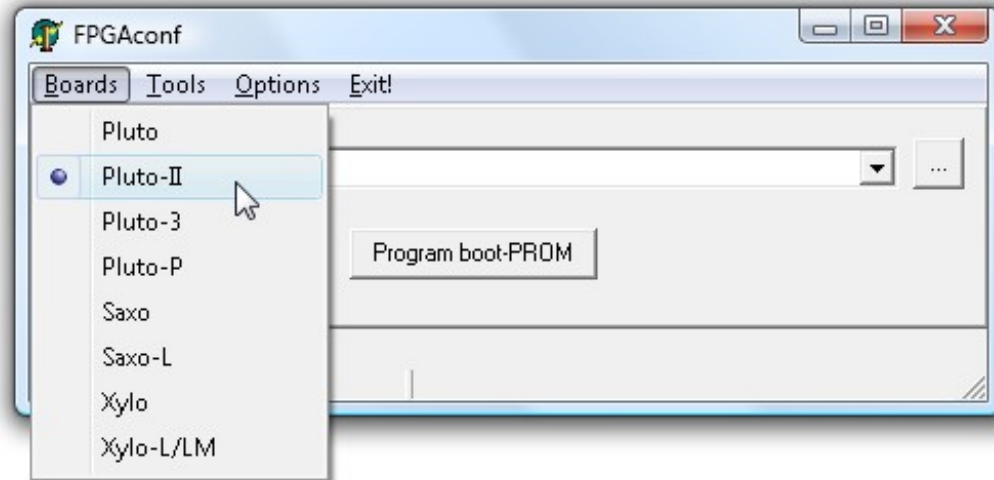 FPGAconf
Boards Tools Options Exit!
Pluto
Pluto-II
...
Pluto-3
Program boot-PROM
Pluto-P
Saxo
Saxo-L
Xylo
Xylo-L/LM